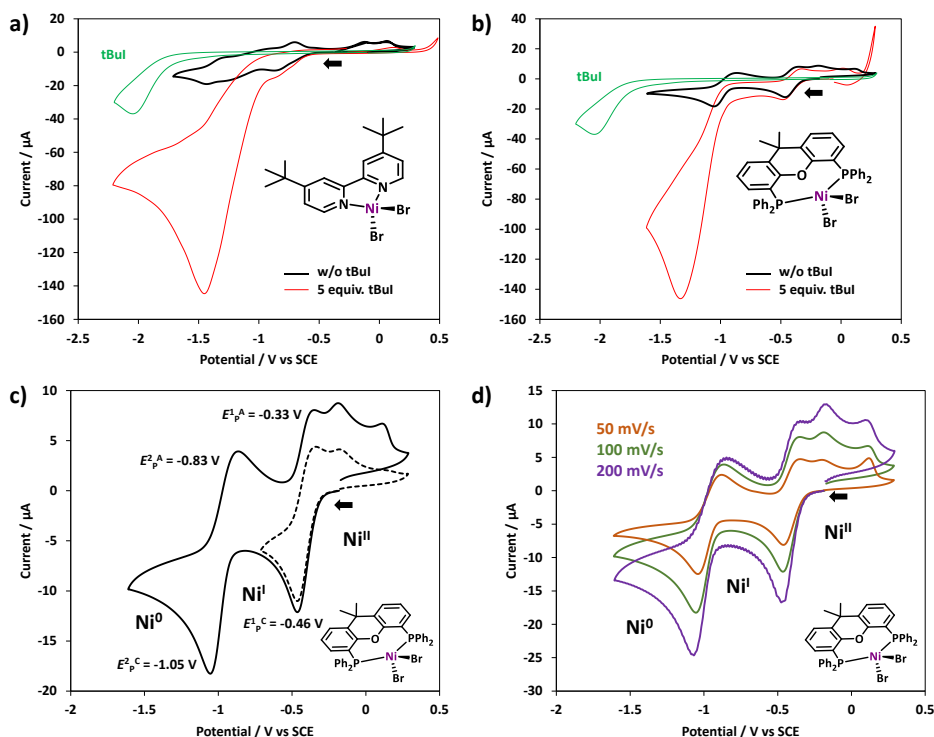 a)
20
0
-20
-40
-60
-80
-100
-120
-140
-160
-2.5
-2
-1.5
-1
-0.5
0
0.5
Current / µA
Potential / V vs SCE
tBuI
N
N
Ni
Br
Br
w/o tBuI
5 equiv. tBuI
b)
40
20
0
-20
-40
-60
-80
-100
-120
-140
-160
-2.5
-2
-1.5
-1
-0.5
0
0.5
Current / µA
Potential / V vs SCE
tBuI
O
PPh2
Ph2P
Ni
Br
Br
w/o tBuI
5 equiv. tBuI
c)
10
5
0
5
10
15
20
-2
-1.5
-1
-0.5
0
0.5
Current / µA
Potential / V vs SCE
E¹ₚᴬ = -0.33 V
E²ₚᴬ = -0.83 V
Niᴵᴵ
Niᴵ
Ni⁰
E¹ₚC = -0.46 V
E²ₚC = -1.05 V
O
PPh2
Ph2P
Ni
Br
Br
d)
15
10
5
0
-5
-10
-15
-20
-25
-30
-2
-1.5
-1
-0.5
0
0.5
Current / µA
Potential / V vs SCE
50 mV/s
100 mV/s
200 mV/s
Niᴵᴵ
Niᴵ
Ni⁰
O
PPh2
Ph2P
Ni
Br
Br